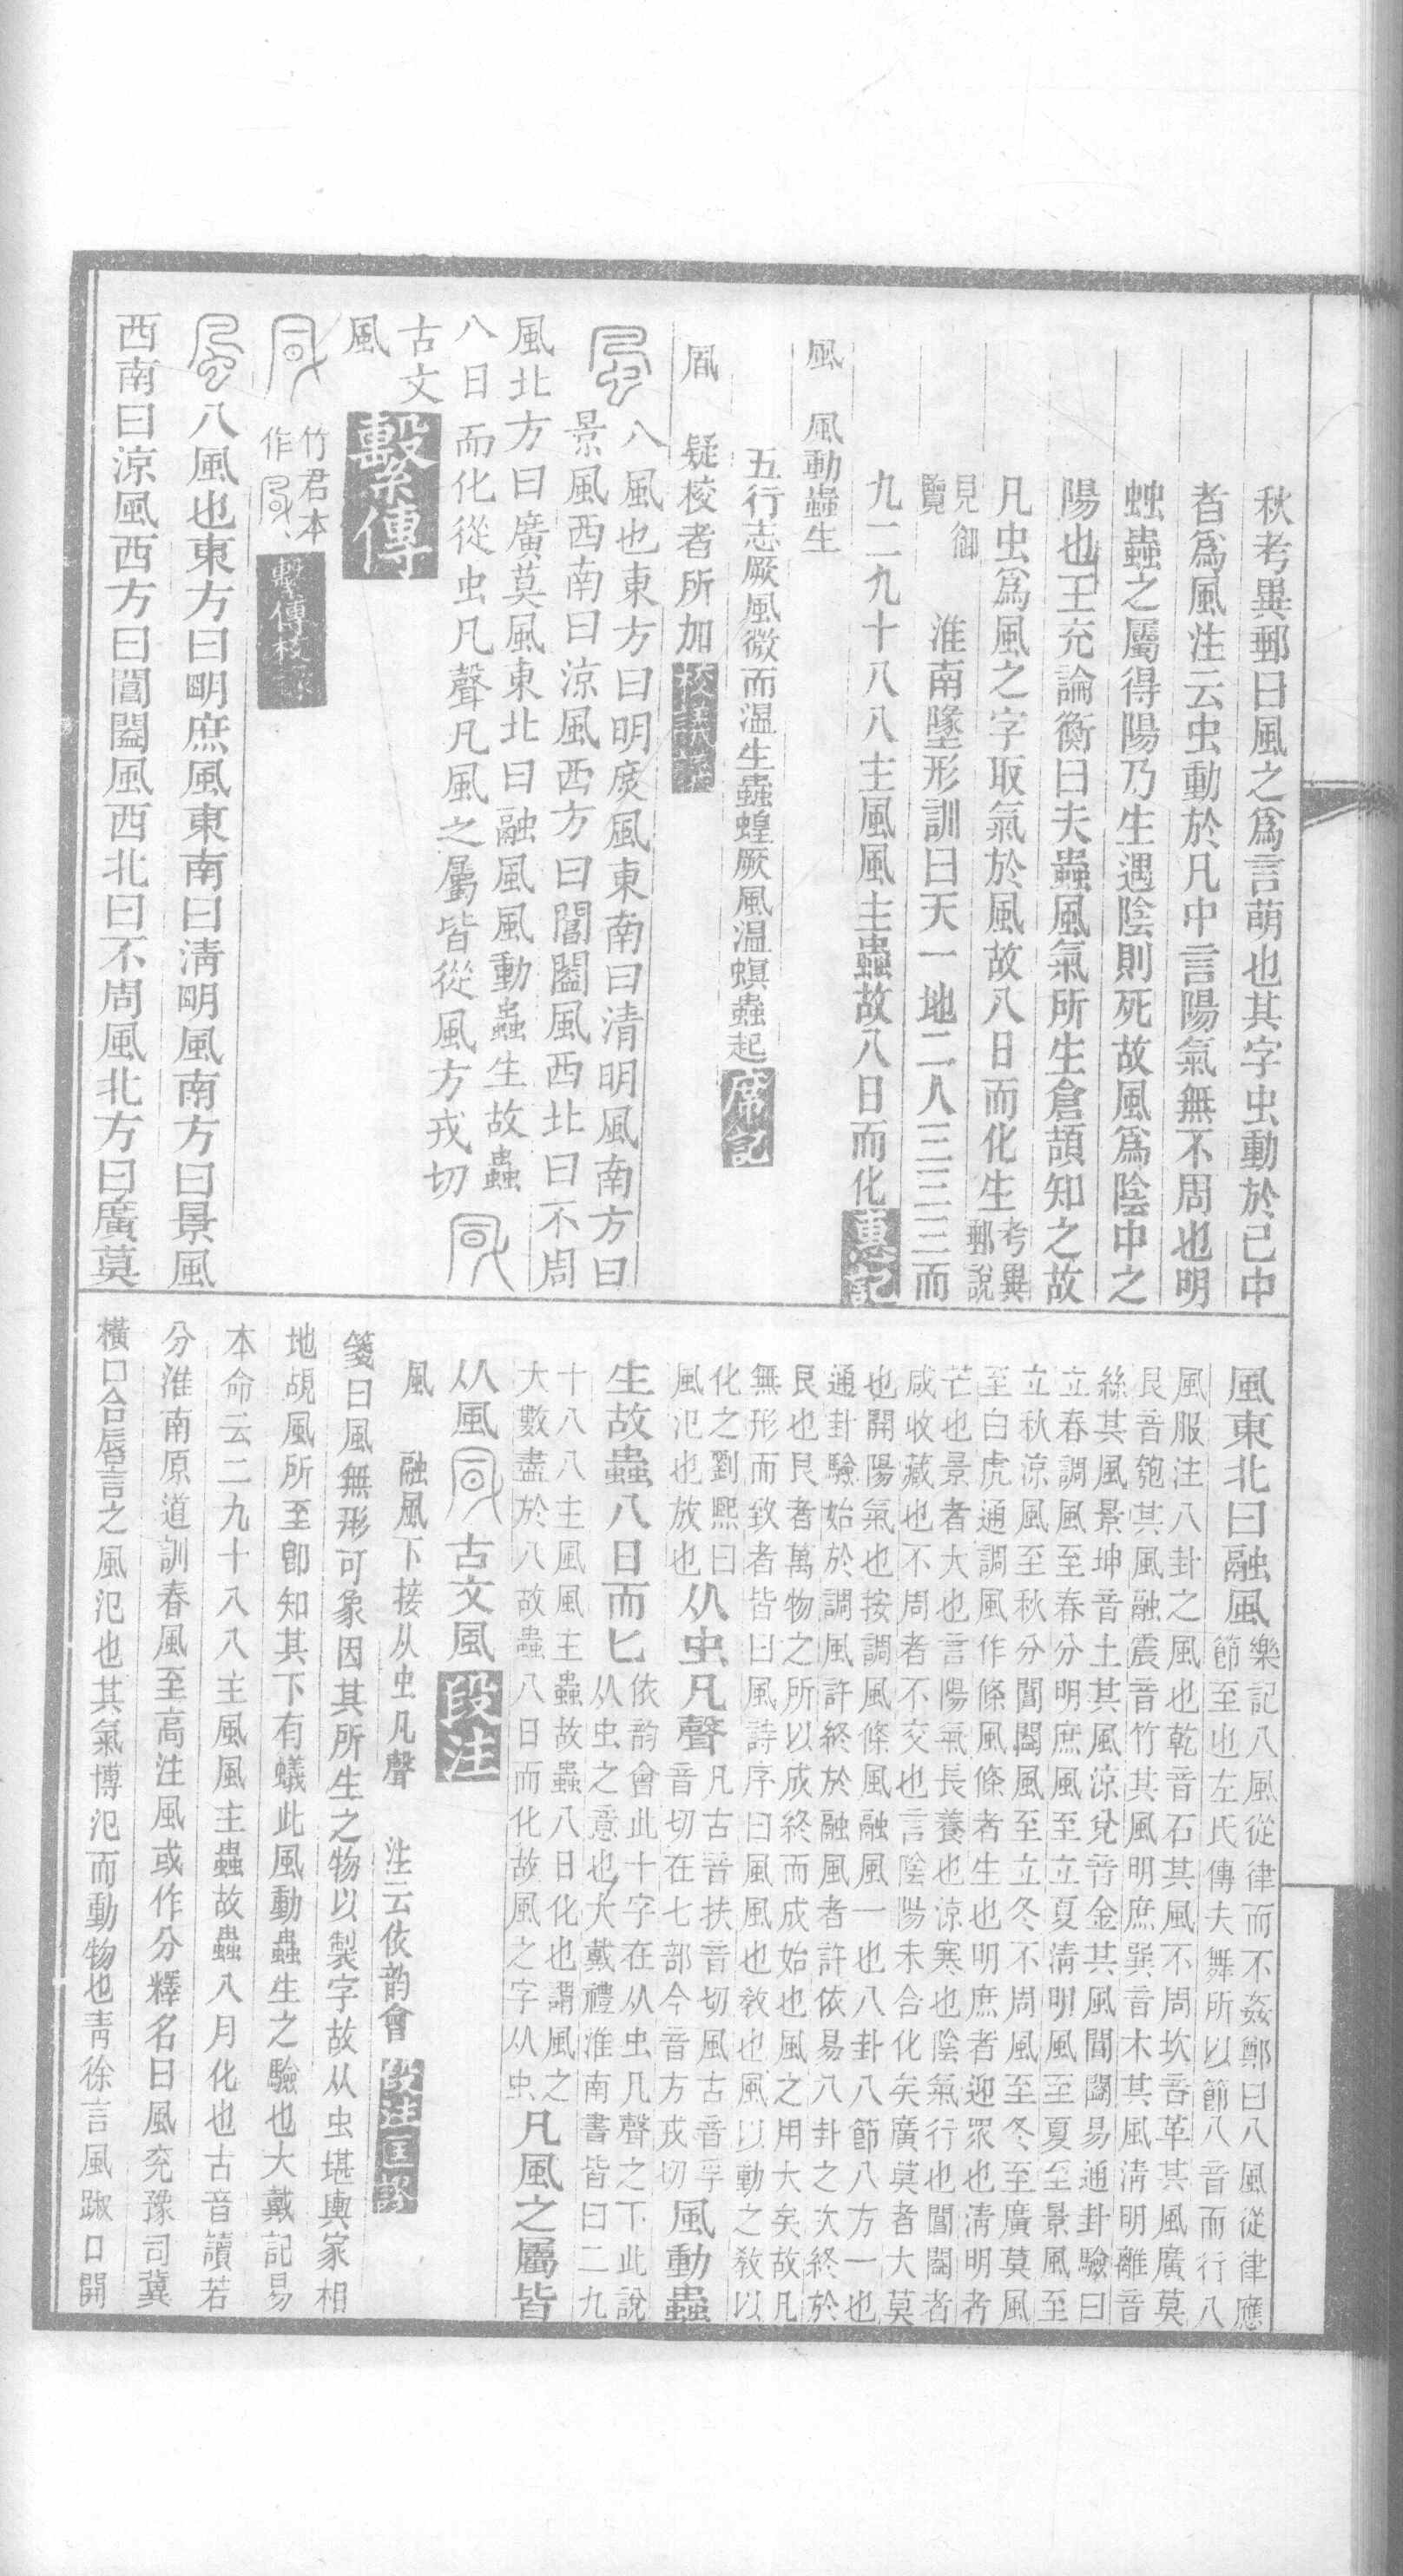 秋考異郵曰風之爲言萌也其字虫動於己中
者爲風注云虫動於凡中言陽氣無不周也明
蚰蟲之屬得陽乃生遇陰則死故風爲陰中之
陽也王充論衡曰夫蟲風氣所生倉頡知之故
凡虫爲風之字取氣於風故八日而化生考異郵說
見御覽 淮南墬形訓曰天一地二人三三三而
九二九十八八主風風主蟲故八日而化惠記
風 風動蟲生
五行志厥風微而溫生蟲蝗厥風溫螟蟲起席記
凮 疑校者所加校議議
八風也東方曰明庶風東南曰清明風南方曰
景風西南曰涼風西方曰閶闔風西北曰不周
風北方曰廣莫風東北曰融風風動蟲生故蟲
八日而化從虫凡聲凡風之屬皆從風方戎切
古文
風 繫傳
竹君本
作 繫傳校錄
八風也東方曰朙庶風東南曰淸朙風南方曰景風
西南曰涼風西方曰閶闔風西北曰不周風北方曰廣莫
風東北曰融風樂記八風從律而不姦鄭曰八風從律應
節至也左氏傳夫舞所以節八音而行八
風服注八卦之風也乾音石其風不周坎音革其風廣莫
艮音匏其風融震音竹其風明庶巽音木其風淸明離音
絲其風景坤音土其風涼兌音金其風閶闔易通卦驗曰
立春調風至春分明庶風至立夏淸明風至夏至景風至
立秋涼風至秋分閶闔風至立冬不周風至冬至廣莫風
至白虎通調風作條風條者生也明庶者迎眾也淸明者
芒也景者大也言陽氣長養也涼寒也陰氣行也閶闔者
咸收藏也不周者不交也言陰陽未合化矣廣莫者大莫
也開陽氣也按調風條風融風一也八卦八節八方一也
通卦驗始於調風許終於融風者許依易八卦之次終於
艮也艮者萬物之所以成終而成始也風之用大矣故凡
無形而致者皆曰風詩序曰風風也敎也風以動之敎以
化之劉熙曰
風氾也放也从虫凡聲凡古音扶音切風古音孚
音切在七部今音方戎切風動蟲
生故蟲八日而匕依韵會此十字在从虫凡聲之下此說
从虫之意也大戴禮淮南書皆曰二九
十八八主風風主蟲故蟲八日化也謂風之
大數盡於八故蟲八日而化故風之字从虫凡風之屬皆
从風 古文風段注
風 融風下接从虫凡聲 注云依韵會段注匡謬
箋曰風無形可象因其所生之物以製字故从虫堪輿家相
地覘風所至卽知其下有蟻此風動蟲生之驗也大戴記易
本命云二九十八八主風風主蟲故蟲八月化也古音讀若
分淮南原道訓春風至高注風或作分釋名曰風兖豫司冀
橫口合脣言之風氾也其氣博氾而動物也靑徐言風踧口開